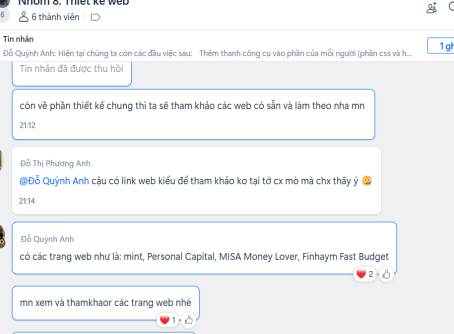 Nhóm 8. Thiết kế web
6 thành viên
Tin nhắn
Đỗ Quỳnh Anh: Hiện tại chúng ta còn các đầu việc sau: Thêm thanh công cụ vào phần của mỗi người (phần css và h...
1 gh
Tin nhắn đã được thu hồi
còn về phần thiết kế chung thì ta sẽ tham khảo các web có sẵn và làm theo nha mn
21:12
Đỗ Thị Phương Anh
@Đỗ Quỳnh Anh cậu có link web kiểu để tham khảo ko tại tớ cx mò mà chx thấy ý
21:14
Đỗ Quỳnh Anh
có các trang web như là: mint, Personal Capital, MISA Money Lover, Finhaym Fast Budget
2
mn xem và thamkhaor các trang web nhé
1